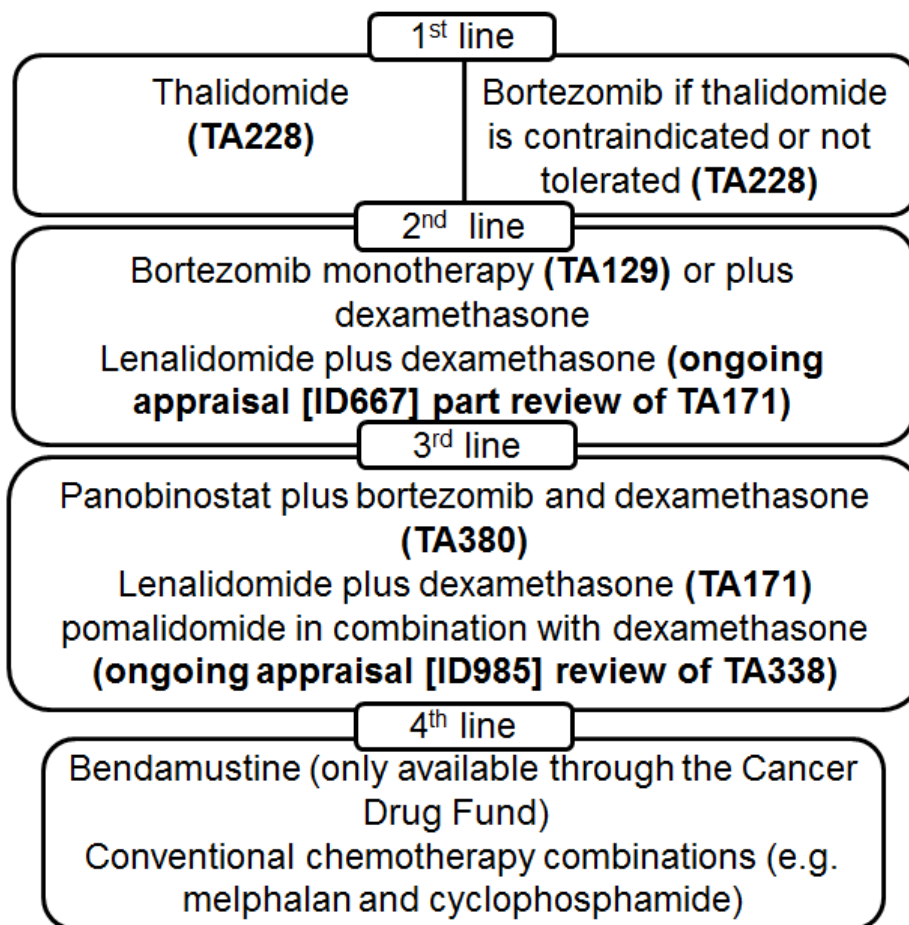 1st line
Thalidomide
(TA228)
Bortezomib if thalidomide
is contraindicated or not
tolerated (TA228)
2nd line
Bortezomib monotherapy (TA129) or plus
dexamethasone
Lenalidomide plus dexamethasone (ongoing
appraisal [ID667] part review of TA171)
3rd line
Panobinostat plus bortezomib and dexamethasone
(TA380)
Lenalidomide plus dexamethasone (TA171)
pomalidomide in combination with dexamethasone
(ongoing appraisal [ID985] review of TA338)
4th line
Bendamustine (only available through the Cancer
Drug Fund)
Conventional chemotherapy combinations (e.g.
melphalan and cyclophosphamide)